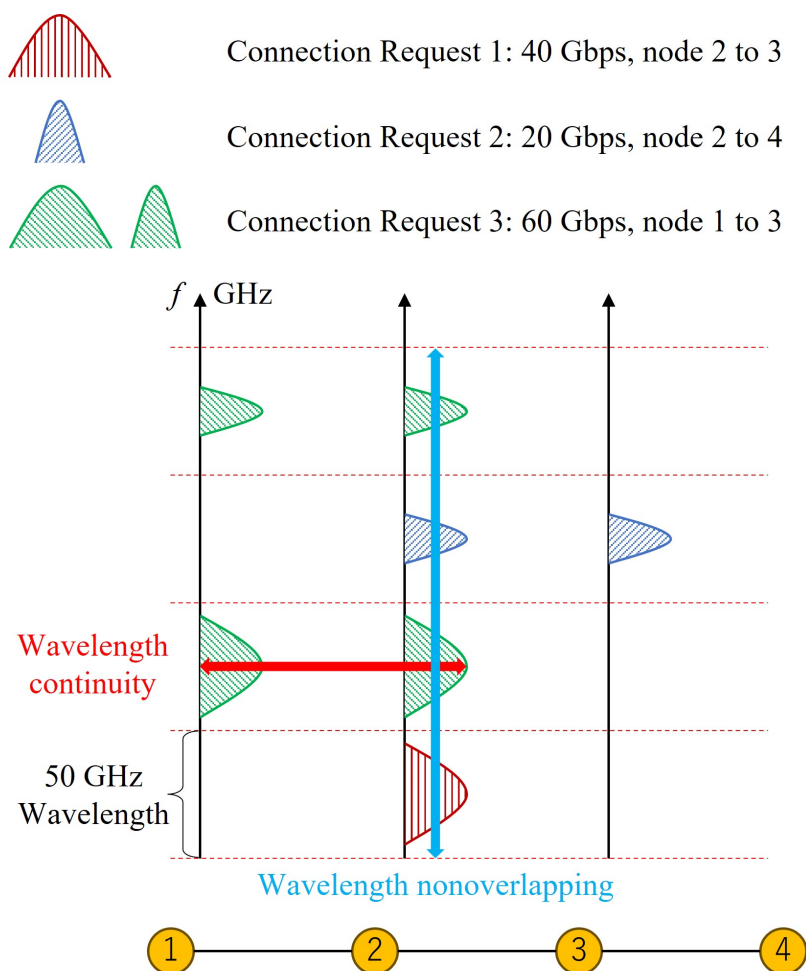 Connection Request 1: 40 Gbps, node 2 to 3
Connection Request 2: 20 Gbps, node 2 to 4
Connection Request 3: 60 Gbps, node 1 to 3
f GHz
Wavelength
continuity
50 GHz
Wavelength
Wavelength nonoverlapping
1 2 3 4